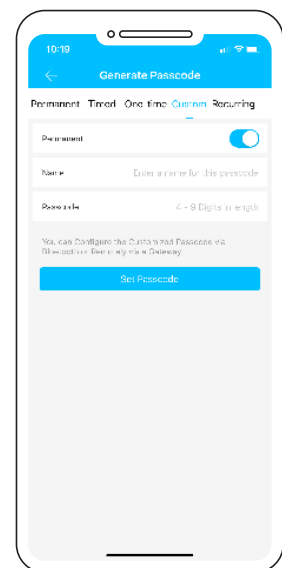 10:19
Generate Passcode
Permanent Timed One-time Custom Recurring
Permanent
Name Enter a name for this passcode
Passcode 4 - 9 Digits in length
You can Configure the Customized Passcode via
Bluetooth or Remotely via a Gateway
Set Passcode